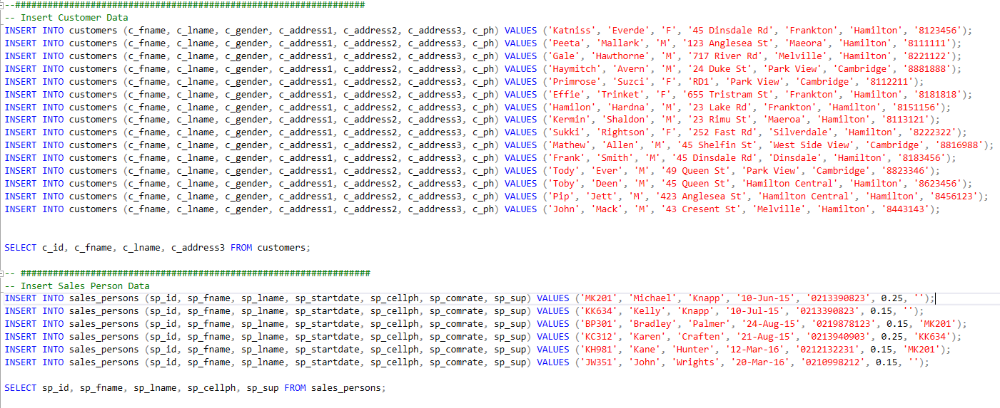 --#################################################################
-- Insert Customer Data
INSERT INTO customers (c_fname, c_lname, c_gender, c_address1, c_address2, c_address3, c_ph) VALUES ('Katniss', 'Everde', 'F', '45 Dinsdale Rd', 'Frankton', 'Hamilton', '8123456');
INSERT INTO customers (c_fname, c_lname, c_gender, c_address1, c_address2, c_address3, c_ph) VALUES ('Peeta', 'Mallark', 'M', '123 Anglesea St', 'Maeora', 'Hamilton', '8111111');
INSERT INTO customers (c_fname, c_lname, c_gender, c_address1, c_address2, c_address3, c_ph) VALUES ('Gale', 'Hawthorne', 'M', '717 River Rd', 'Melville', 'Hamilton', '8221122');
INSERT INTO customers (c_fname, c_lname, c_gender, c_address1, c_address2, c_address3, c_ph) VALUES ('Haymitch', 'Avern', 'M', '24 Duke St', 'Park View', 'Cambridge', '8881888');
INSERT INTO customers (c_fname, c_lname, c_gender, c_address1, c_address2, c_address3, c_ph) VALUES ('Primrose', 'Suzci', 'F', 'RD1', 'Park View', 'Cambridge', '8112211');
INSERT INTO customers (c_fname, c_lname, c_gender, c_address1, c_address2, c_address3, c_ph) VALUES ('Effie', 'Trinket', 'F', '655 Tristram St', 'Frankton', 'Hamilton', '8181818');
INSERT INTO customers (c_fname, c_lname, c_gender, c_address1, c_address2, c_address3, c_ph) VALUES ('Hamilon', 'Hardna', 'M', '23 Lake Rd', 'Frankton', 'Hamilton', '8151156');
INSERT INTO customers (c_fname, c_lname, c_gender, c_address1, c_address2, c_address3, c_ph) VALUES ('Kermin', 'Shaldon', 'M', '23 Rimu St', 'Maeroa', 'Hamilton', '8113121');
INSERT INTO customers (c_fname, c_lname, c_gender, c_address1, c_address2, c_address3, c_ph) VALUES ('Sukki', 'Rightson', 'F', '252 Fast Rd', 'Silverdale', 'Hamilton', '8222322');
INSERT INTO customers (c_fname, c_lname, c_gender, c_address1, c_address2, c_address3, c_ph) VALUES ('Mathew', 'Allen', 'M', '45 Shelfin St', 'West Side View', 'Cambridge', '8816988');
INSERT INTO customers (c_fname, c_lname, c_gender, c_address1, c_address2, c_address3, c_ph) VALUES ('Frank', 'Smith', 'M', '45 Dinsdale Rd', 'Dinsdale', 'Hamilton', '8183456');
INSERT INTO customers (c_fname, c_lname, c_gender, c_address1, c_address2, c_address3, c_ph) VALUES ('Tody', 'Ever', 'M', '49 Queen St', 'Park View', 'Cambridge', '8823346');
INSERT INTO customers (c_fname, c_lname, c_gender, c_address1, c_address2, c_address3, c_ph) VALUES ('Toby', 'Deen', 'M', '45 Queen St', 'Hamilton Central', 'Hamilton', '8623456');
INSERT INTO customers (c_fname, c_lname, c_gender, c_address1, c_address2, c_address3, c_ph) VALUES ('Pip', 'Jett', 'M', '423 Anglesea St', 'Hamilton Central', 'Hamilton', '8456123');
INSERT INTO customers (c_fname, c_lname, c_gender, c_address1, c_address2, c_address3, c_ph) VALUES ('John', 'Mack', 'M', '43 Cresent St', 'Melville', 'Hamilton', '8443143');
SELECT c_id, c_fname, c_lname, c_address3 FROM customers;
-- #################################################################
-- Insert Sales Person Data
INSERT INTO sales_persons (sp_id, sp_fname, sp_lname, sp_startdate, sp_cellph, sp_comrate, sp_sup) VALUES ('MK201', 'Michael', 'Knapp', '10-Jun-15', '0213390823', 0.25, '');
INSERT INTO sales_persons (sp_id, sp_fname, sp_lname, sp_startdate, sp_cellph, sp_comrate, sp_sup) VALUES ('KK634', 'Kelly', 'Knapp', '10-Jul-15', '0213390823', 0.15, '');
INSERT INTO sales_persons (sp_id, sp_fname, sp_lname, sp_startdate, sp_cellph, sp_comrate, sp_sup) VALUES ('BP301', 'Bradley', 'Palmer', '24-Aug-15', '0219878123', 0.15, 'MK201');
INSERT INTO sales_persons (sp_id, sp_fname, sp_lname, sp_startdate, sp_cellph, sp_comrate, sp_sup) VALUES ('KC312', 'Karen', 'Craften', '21-Aug-15', '0213940903', 0.25, 'KK634');
INSERT INTO sales_persons (sp_id, sp_fname, sp_lname, sp_startdate, sp_cellph, sp_comrate, sp_sup) VALUES ('KH981', 'Kane', 'Hunter', '12-Mar-16', '0212132231', 0.15, 'MK201');
INSERT INTO sales_persons (sp_id, sp_fname, sp_lname, sp_startdate, sp_cellph, sp_comrate, sp_sup) VALUES ('JW351', 'John', 'Wrights', '20-Mar-16', '0210998212', 0.15, '');
SELECT sp_id, sp_fname, sp_lname, sp_cellph, sp_sup FROM sales_persons;